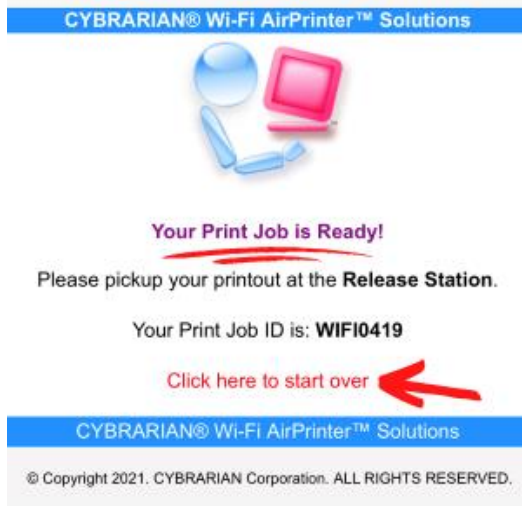 CYBRARIAN® Wi-Fi AirPrinter™ Solutions
Your Print Job is Ready!
Please pickup your printout at the Release Station.
Your Print Job ID is: WIFI0419
Click here to start over
CYBRARIAN® Wi-Fi AirPrinter™ Solutions
© Copyright 2021. CYBRARIAN Corporation. ALL RIGHTS RESERVED.